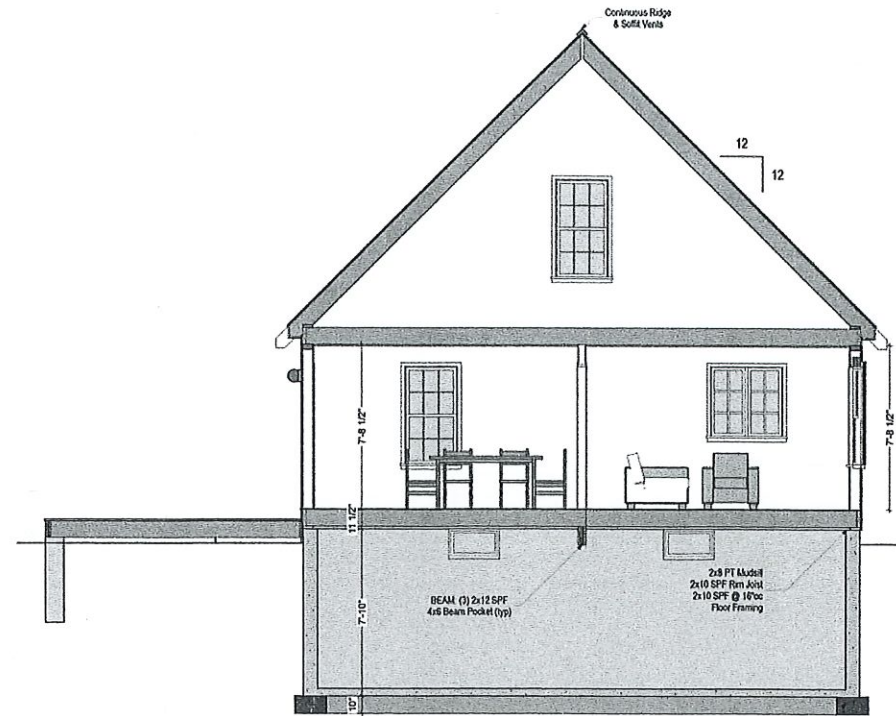 Continuous Ridge
& Soffit Vents
12
12
7'-8 1/2"
7'-8 1/2"
11 1/2"
BEAM: (3) 2x12 SPF
4x6 Beam Pocket (typ)
2x8 PT Mudsill
2x10 SPF Rim Joist
2x10 SPF @ 16"oc
Floor Framing
7'-10"
10"